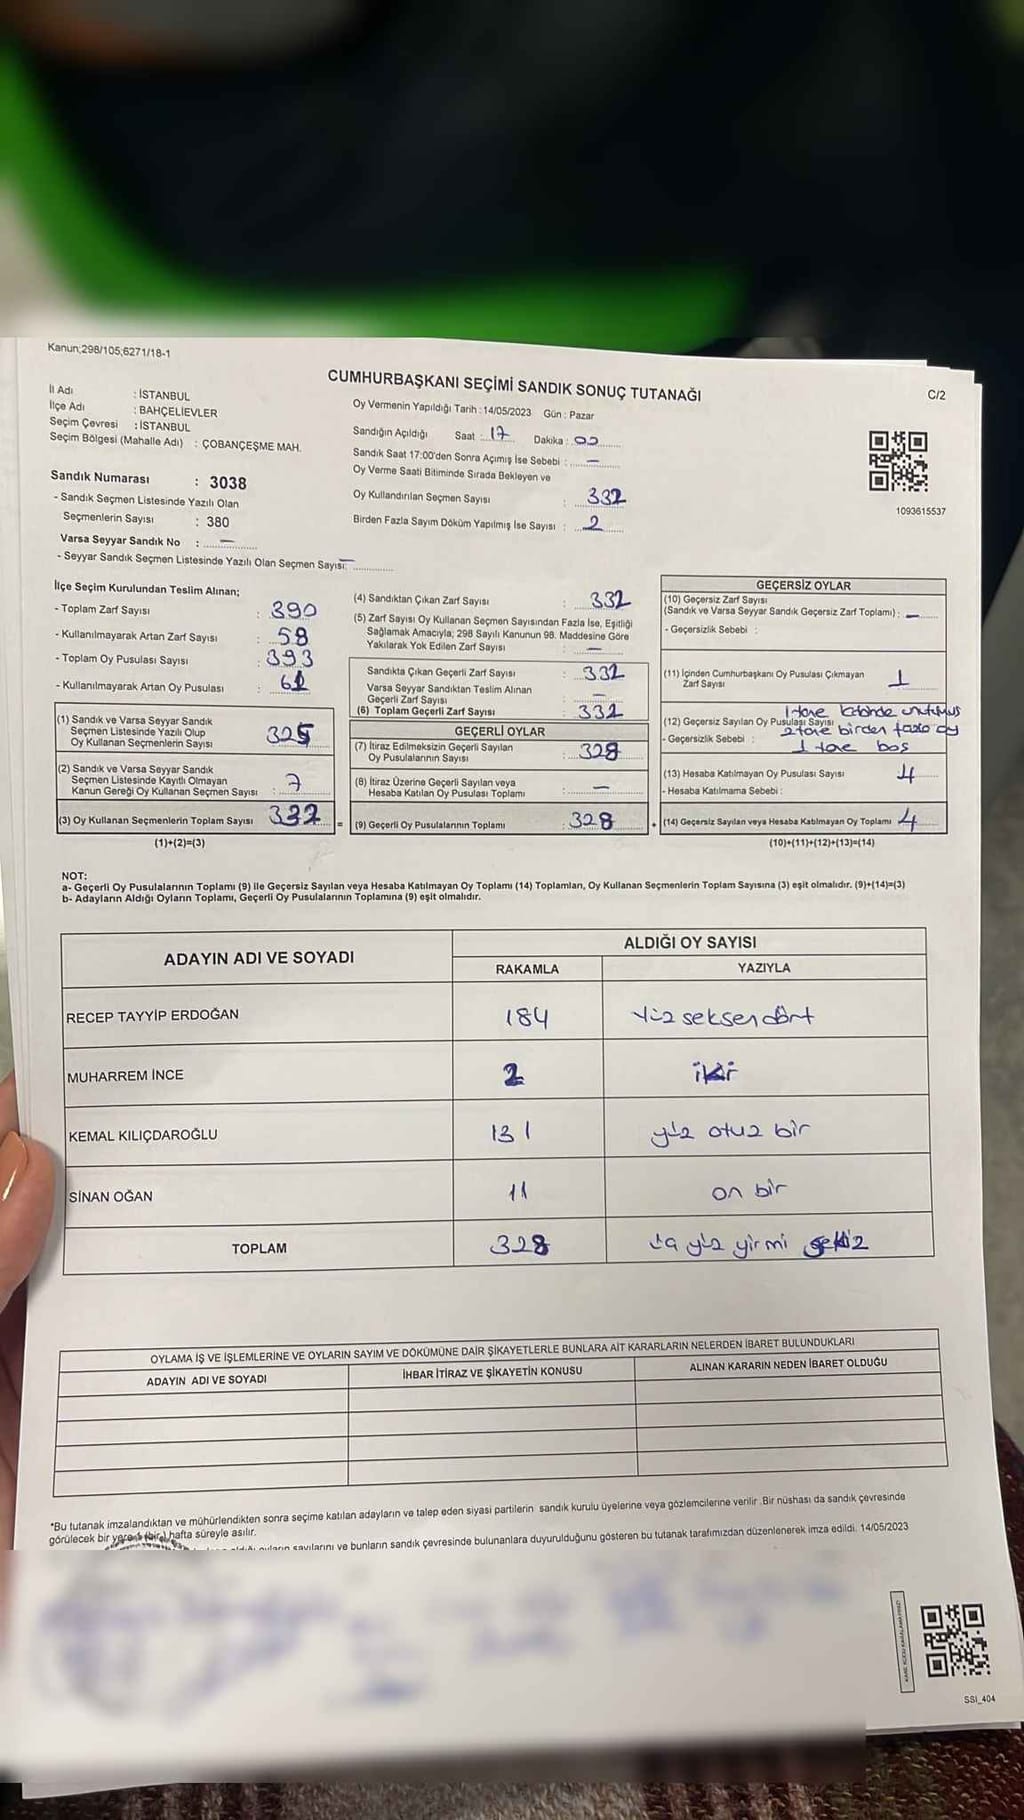 Kanun;298/105;6271/18-1
CUMHURBAŞKANI SEÇİMİ SANDIK SONUÇ TUTANAĞI
C/2
İl Adı : İSTANBUL
İlçe Adı : BAHÇELİEVLER
Seçim Çevresi : İSTANBUL
Seçim Bölgesi (Mahalle Adı) : ÇOBANÇEŞME MAH.
Oy Vermenin Yapıldığı Tarih : 14/05/2023 Gün : Pazar
Sandığın Açıldığı Saat : 17 Dakika : 00
Sandık Saat 17:00'den Sonra Açımış İse Sebebi : —
Oy Verme Saati Bitiminde Sırada Bekleyen ve
Oy Kullandırılan Seçmen Sayısı : 332
Birden Fazla Sayım Döküm Yapılmış İse Sayısı : 2
1093615537
Sandık Numarası : 3038
- Sandık Seçmen Listesinde Yazılı Olan
Seçmenlerin Sayısı : 380
Varsa Seyyar Sandık No : —
- Seyyar Sandık Seçmen Listesinde Yazılı Olan Seçmen Sayısı: —
İlçe Seçim Kurulundan Teslim Alınan;
- Toplam Zarf Sayısı : 390
- Kullanılmayarak Artan Zarf Sayısı : 58
- Toplam Oy Pusulası Sayısı : 393
- Kullanılmayarak Artan Oy Pusulası : 61
(1) Sandık ve Varsa Seyyar Sandık
Seçmen Listesinde Yazılı Olup
Oy Kullanan Seçmenlerin Sayısı 325
(2) Sandık ve Varsa Seyyar Sandık
Seçmen Listesinde Kayıtlı Olmayan
Kanun Gereği Oy Kullanan Seçmen Sayısı : 7
(3) Oy Kullanan Seçmenlerin Toplam Sayısı 332
(1)+(2)=(3)
(4) Sandıktan Çıkan Zarf Sayısı : 332
(5) Zarf Sayısı Oy Kullanan Seçmen Sayısından Fazla İse, Eşitliği
Sağlamak Amacıyla; 298 Sayılı Kanunun 98. Maddesine Göre
Yakılarak Yok Edilen Zarf Sayısı : —
Sandıkta Çıkan Geçerli Zarf Sayısı : 332
Varsa Seyyar Sandıktan Teslim Alınan
Geçerli Zarf Sayısı : —
(6) Toplam Geçerli Zarf Sayısı : 332
GEÇERLİ OYLAR
(7) İtiraz Edilmeksizin Geçerli Sayılan
Oy Pusulalarının Sayısı : 328
(8) İtiraz Üzerine Geçerli Sayılan veya
Hesaba Katılan Oy Pusulası Toplamı : —
= (9) Geçerli Oy Pusulalarının Toplamı : 328 +
GEÇERSİZ OYLAR
(10) Geçersiz Zarf Sayısı
(Sandık ve Varsa Seyyar Sandık Geçersiz Zarf Toplamı) : —
- Geçersizlik Sebebi :
(11) İçinden Cumhurbaşkanı Oy Pusulası Çıkmayan
Zarf Sayısı 1
1 tane kabinde unutulmuş
(12) Geçersiz Sayılan Oy Pusulası Sayısı
2 tane birden fazla oy
- Geçersizlik Sebebi : 1 tane boş
(13) Hesaba Katılmayan Oy Pusulası Sayısı 4
- Hesaba Katılmama Sebebi :
(14) Geçersiz Sayılan veya Hesaba Katılmayan Oy Toplamı 4
(10)+(11)+(12)+(13)=(14)
NOT:
a- Geçerli Oy Pusulalarının Toplamı (9) ile Geçersiz Sayılan veya Hesaba Katılmayan Oy Toplamı (14) Toplamları, Oy Kullanan Seçmenlerin Toplam Sayısına (3) eşit olmalıdır. (9)+(14)=(3)
b- Adayların Aldığı Oyların Toplamı, Geçerli Oy Pusulalarının Toplamına (9) eşit olmalıdır.
ADAYIN ADI VE SOYADI ALDIĞI OY SAYISI
RAKAMLA YAZIYLA
RECEP TAYYİP ERDOĞAN 184 yüz seksen dört
MUHARREM İNCE 2 iki
KEMAL KILIÇDAROĞLU 131 yüz otuz bir
SİNAN OĞAN 11 on bir
TOPLAM 328 üç yüz yirmi sekiz
OYLAMA İŞ VE İŞLEMLERİNE VE OYLARIN SAYIM VE DÖKÜMÜNE DAİR ŞİKAYETLERLE BUNLARA AİT KARARLARIN NELERDEN İBARET BULUNDUKLARI
ADAYIN ADI VE SOYADI İHBAR İTİRAZ VE ŞİKAYETİN KONUSU ALINAN KARARIN NEDEN İBARET OLDUĞU
*Bu tutanak imzalandıktan ve mühürlendikten sonra seçime katılan adayların ve talep eden siyasi partilerin sandık kurulu üyelerine veya gözlemcilerine verilir .Bir nüshası da sandık çevresinde
görülecek bir yere 1 (bir) hafta süreyle asılır.
oyların sayılarını ve bunların sandık çevresinde bulunanlara duyurulduğunu gösteren bu tutanak tarafımızdan düzenlenerek imza edildi. 14/05/2023
SSI_404